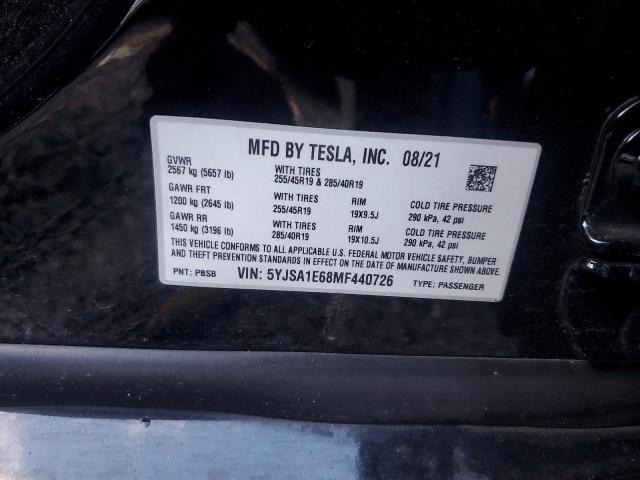 MFD BY TESLA, INC. 08/21
GVWR
2567 kg (5657 lb)
WITH TIRES
255/45R19 & 285/40R19
GAWR FRT
1200 kg (2645 lb)
WITH TIRES
255/45R19
RIM
19X9.5J
COLD TIRE PRESSURE
290 kPa, 42 psi
GAWR RR
1450 kg (3196 lb)
WITH TIRES
285/40R19
RIM
19X10.5J
COLD TIRE PRESSURE
290 kPa, 42 psi
THIS VEHICLE CONFORMS TO ALL APPLICABLE U.S. FEDERAL MOTOR VEHICLE SAFETY, BUMPER
AND THEFT PREVENTION STANDARDS IN EFFECT ON THE DATE OF MANUFACTURE SHOWN ABOVE.
PNT: PBSB VIN: 5YJSA1E68MF440726 TYPE: PASSENGER